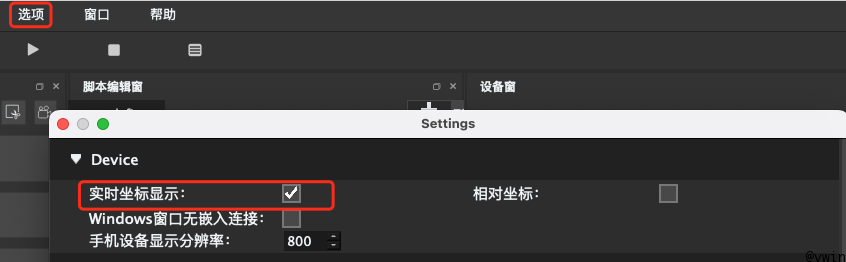 选项 窗口 帮助
脚本编辑窗 设备窗
Settings
Device
实时坐标显示： 相对坐标：
Windows窗口无嵌入连接：
手机设备显示分辨率： 800